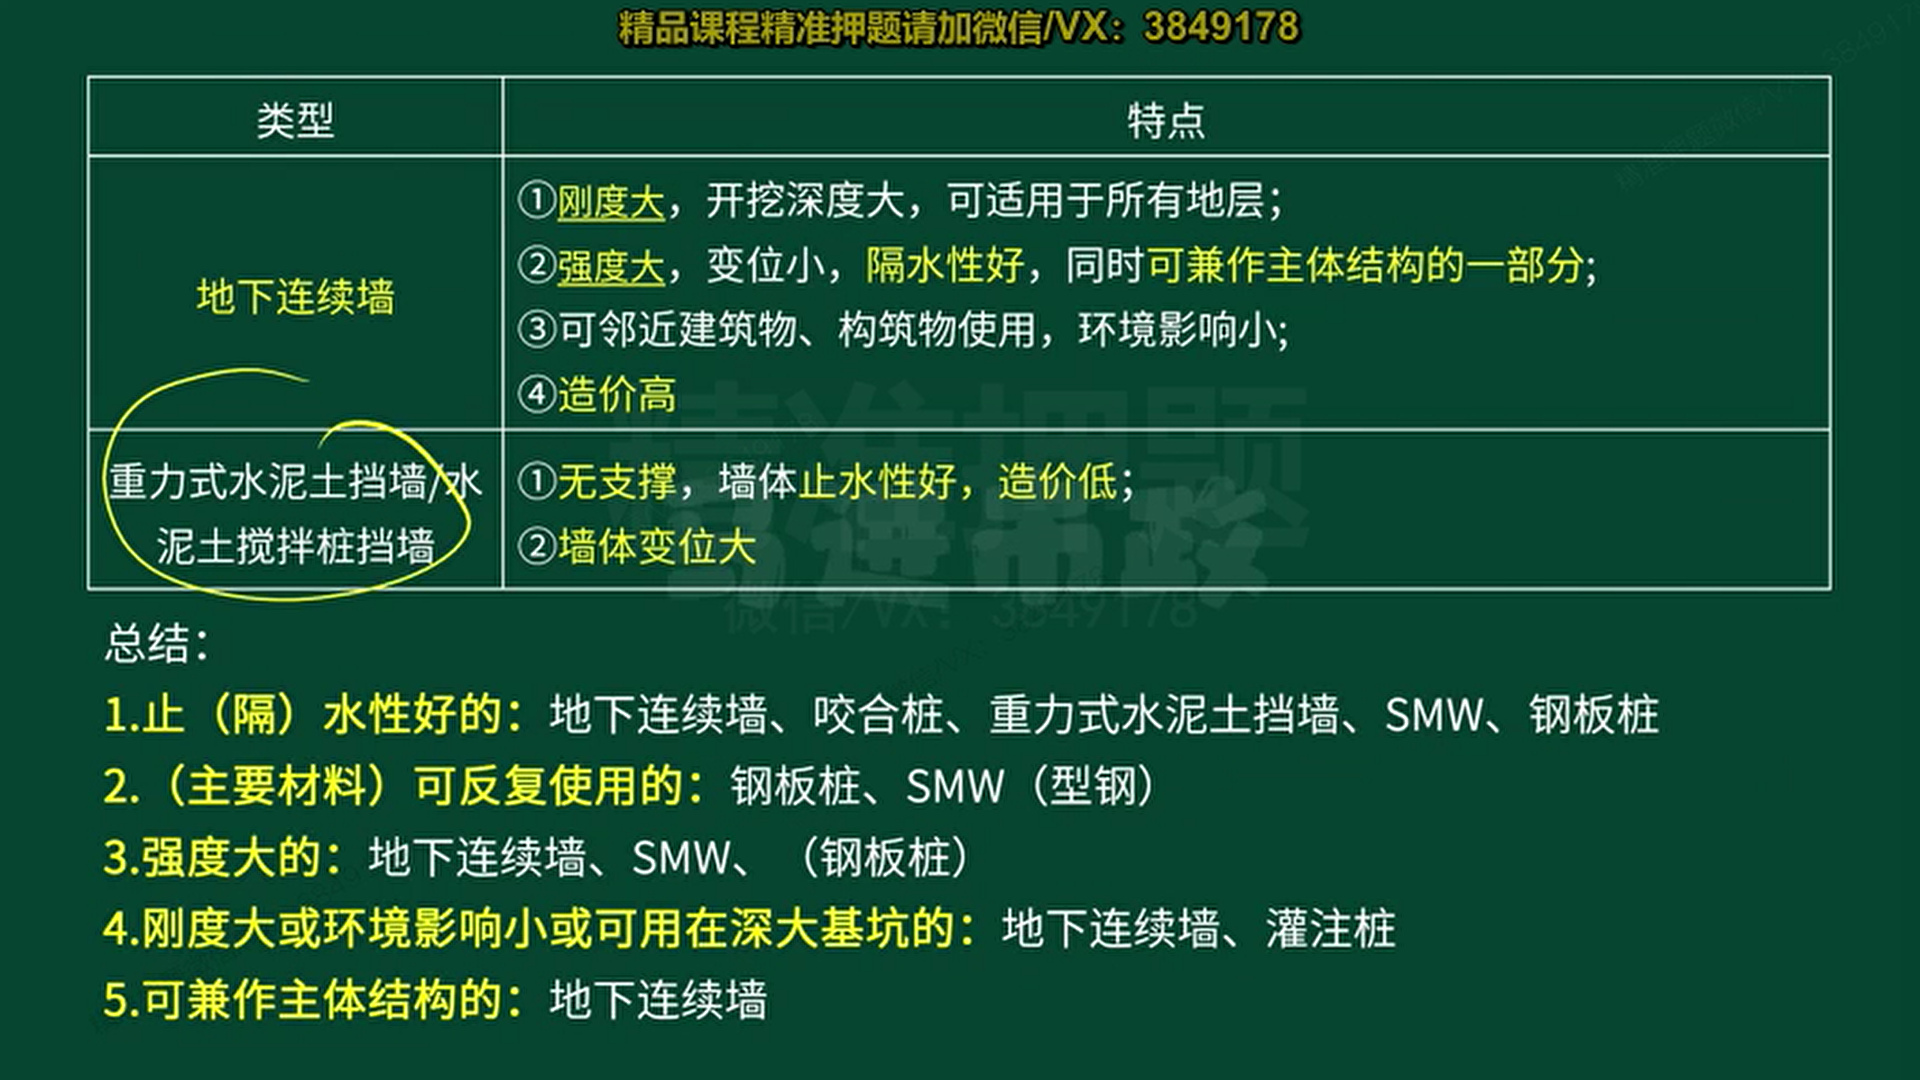 精品课程精准押题请加微信/VX：3849178
类型 特点
地下连续墙
①刚度大，开挖深度大，可适用于所有地层；
②强度大，变位小，隔水性好，同时可兼作主体结构的一部分；
③可邻近建筑物、构筑物使用，环境影响小；
④造价高
重力式水泥土挡墙/水
泥土搅拌桩挡墙
①无支撑，墙体止水性好，造价低；
②墙体变位大
精准押题
微信/VX：3849178
总结：
1.止（隔）水性好的：地下连续墙、咬合桩、重力式水泥土挡墙、SMW、钢板桩
2.（主要材料）可反复使用的：钢板桩、SMW（型钢）
3.强度大的：地下连续墙、SMW、（钢板桩）
4.刚度大或环境影响小或可用在深大基坑的：地下连续墙、灌注桩
5.可兼作主体结构的：地下连续墙